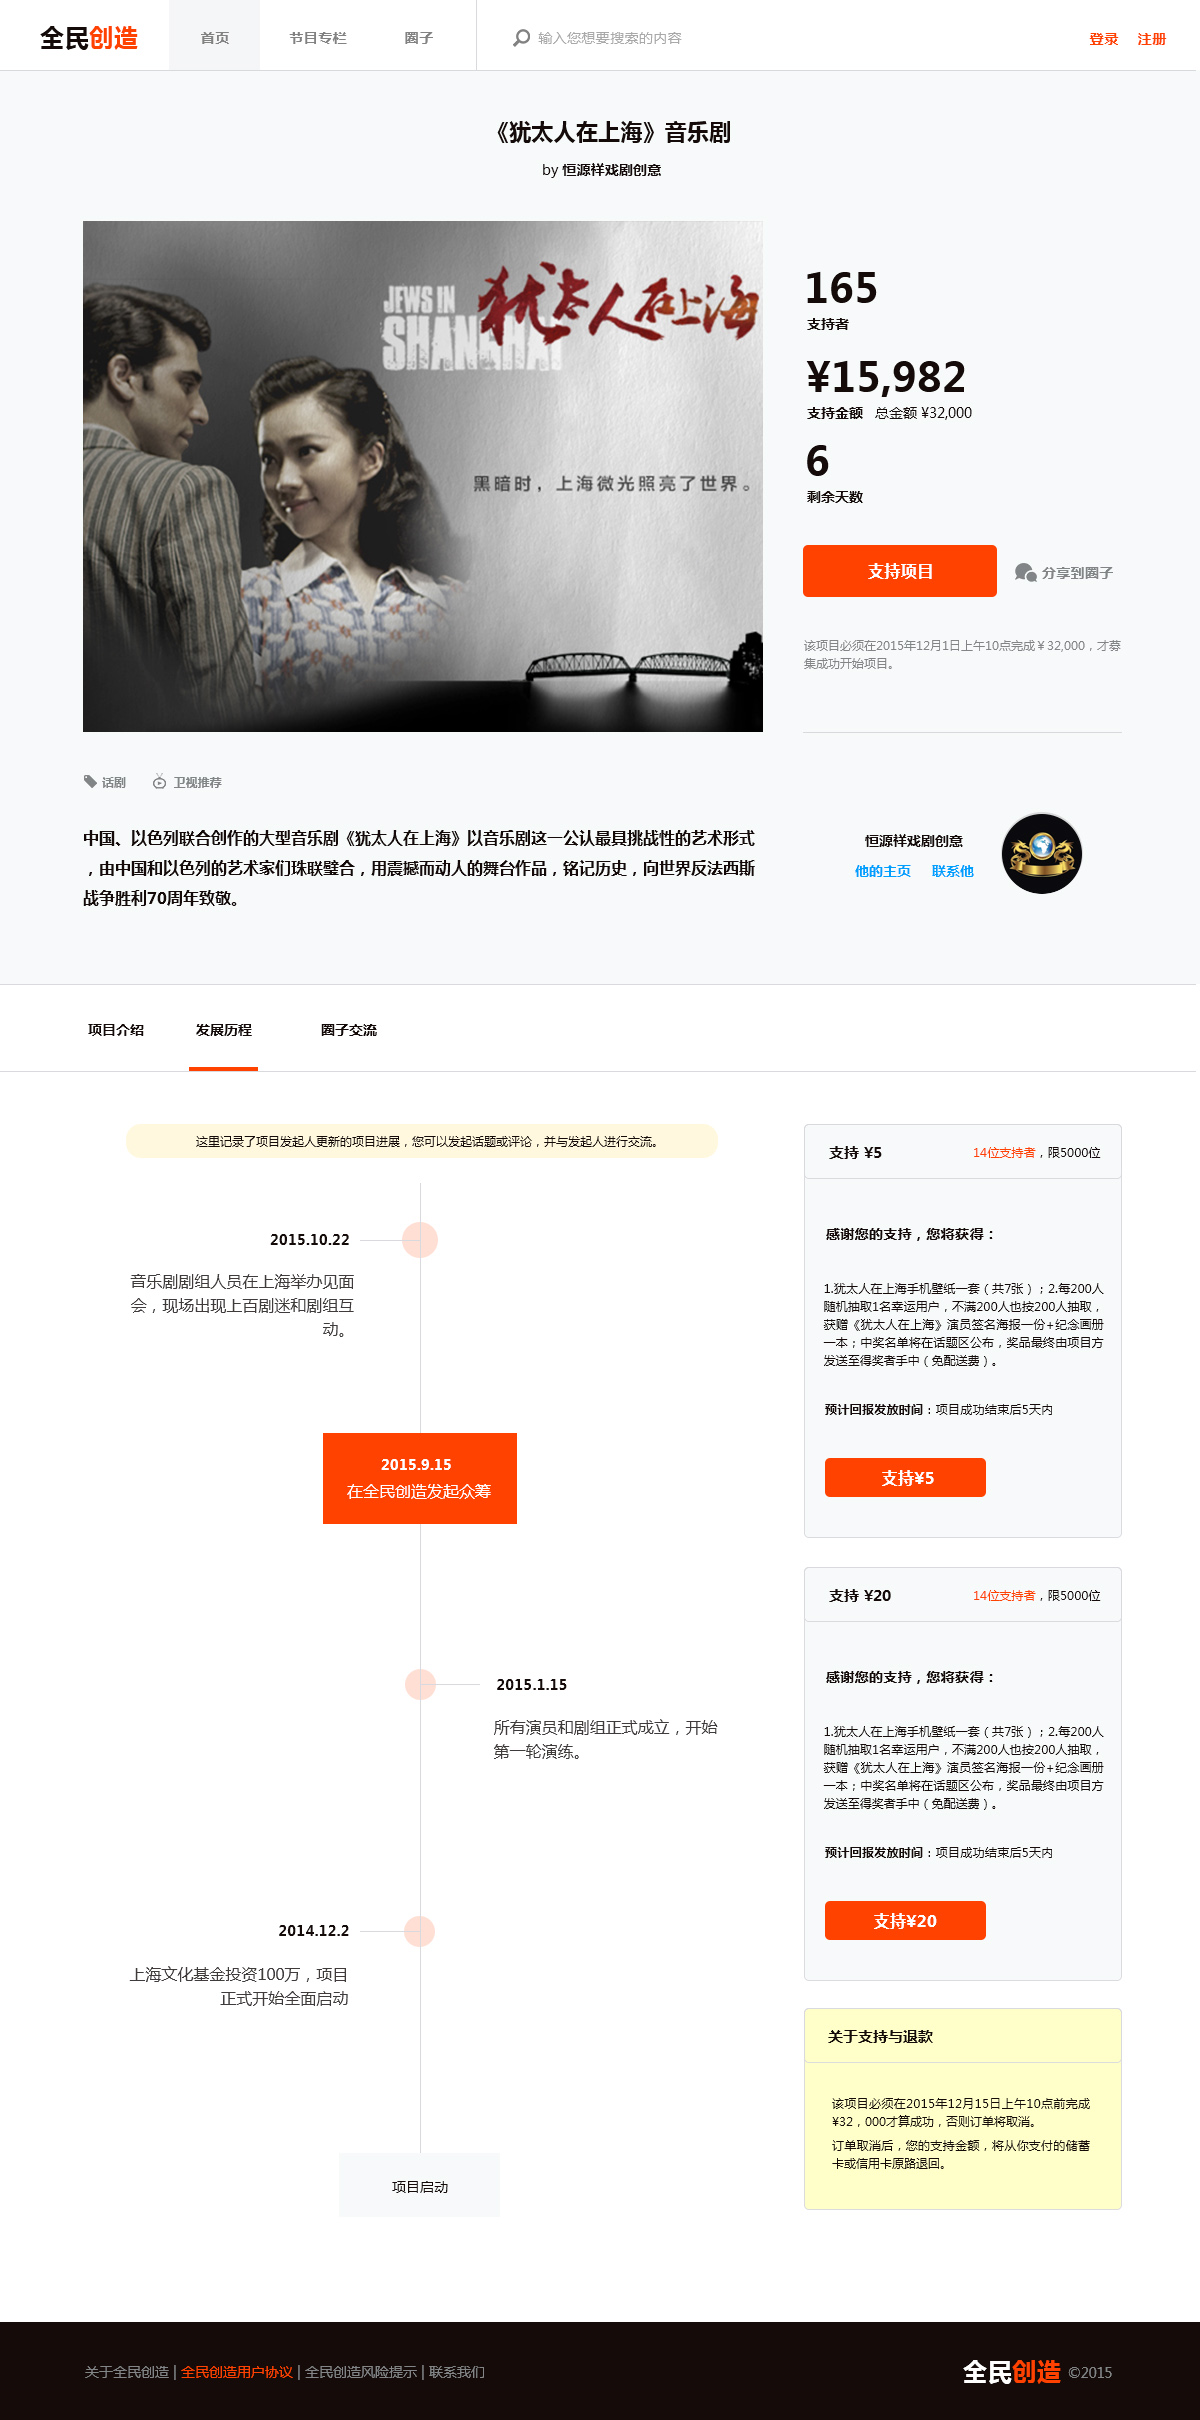 全民创造
首页 节目专栏 圈子 输入您想要搜索的内容
登录 注册
《犹太人在上海》音乐剧
by 恒源祥戏剧创意
JEWS IN
SHANGHAI
犹太人在上海
黑暗时，上海微光照亮了世界。
165
支持者
¥15,982
支持金额 总金额 ¥32,000
6
剩余天数
支持项目 分享到圈子
该项目必须在2015年12月1日上午10点完成￥32,000，才募
集成功开始项目。
话剧 卫视推荐
中国、以色列联合创作的大型音乐剧《犹太人在上海》以音乐剧这一公认最具挑战性的艺术形式
，由中国和以色列的艺术家们珠联璧合，用震撼而动人的舞台作品，铭记历史，向世界反法西斯
战争胜利70周年致敬。
恒源祥戏剧创意
他的主页 联系他
项目介绍 发展历程 圈子交流
这里记录了项目发起人更新的项目进展，您可以发起话题或评论，并与发起人进行交流。
2015.10.22
音乐剧剧组人员在上海举办见面
会，现场出现上百剧迷和剧组互
动。
2015.9.15
在全民创造发起众筹
2015.1.15
所有演员和剧组正式成立，开始
第一轮演练。
2014.12.2
上海文化基金投资100万，项目
正式开始全面启动
项目启动
支持 ¥5 14位支持者，限5000位
感谢您的支持，您将获得：
1.犹太人在上海手机壁纸一套（共7张）；2.每200人
随机抽取1名幸运用户，不满200人也按200人抽取，
获赠《犹太人在上海》演员签名海报一份+纪念画册
一本；中奖名单将在话题区公布，奖品最终由项目方
发送至得奖者手中（免配送费）。
预计回报发放时间：项目成功结束后5天内
支持¥5
支持 ¥20 14位支持者，限5000位
感谢您的支持，您将获得：
1.犹太人在上海手机壁纸一套（共7张）；2.每200人
随机抽取1名幸运用户，不满200人也按200人抽取，
获赠《犹太人在上海》演员签名海报一份+纪念画册
一本；中奖名单将在话题区公布，奖品最终由项目方
发送至得奖者手中（免配送费）。
预计回报发放时间：项目成功结束后5天内
支持¥20
关于支持与退款
该项目必须在2015年12月15日上午10点前完成
¥32，000才算成功，否则订单将取消。
订单取消后，您的支持金额，将从你支付的储蓄
卡或信用卡原路退回。
关于全民创造 | 全民创造用户协议 | 全民创造风险提示 | 联系我们
全民创造 ©2015